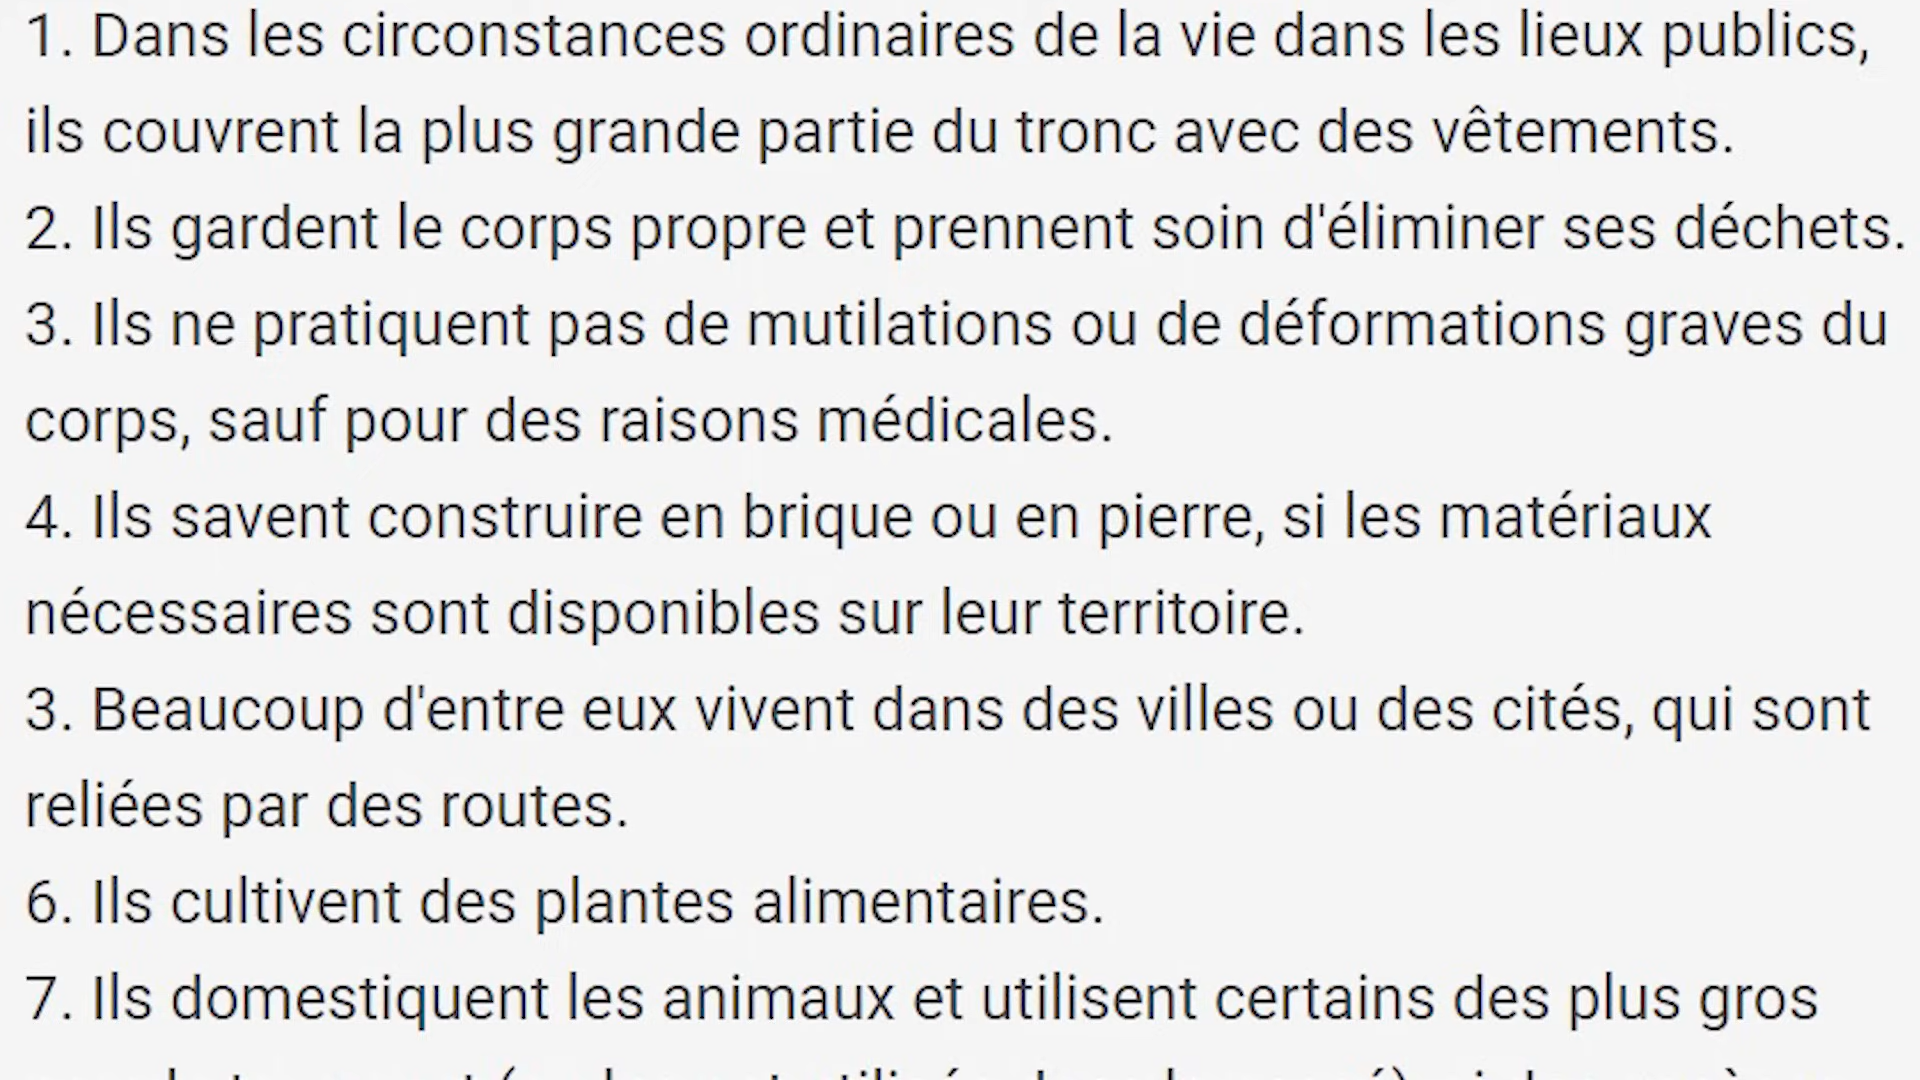 1. Dans les circonstances ordinaires de la vie dans les lieux publics,
ils couvrent la plus grande partie du tronc avec des vêtements.
2. Ils gardent le corps propre et prennent soin d'éliminer ses déchets.
3. Ils ne pratiquent pas de mutilations ou de déformations graves du
corps, sauf pour des raisons médicales.
4. Ils savent construire en brique ou en pierre, si les matériaux
nécessaires sont disponibles sur leur territoire.
3. Beaucoup d'entre eux vivent dans des villes ou des cités, qui sont
reliées par des routes.
6. Ils cultivent des plantes alimentaires.
7. Ils domestiquent les animaux et utilisent certains des plus gros